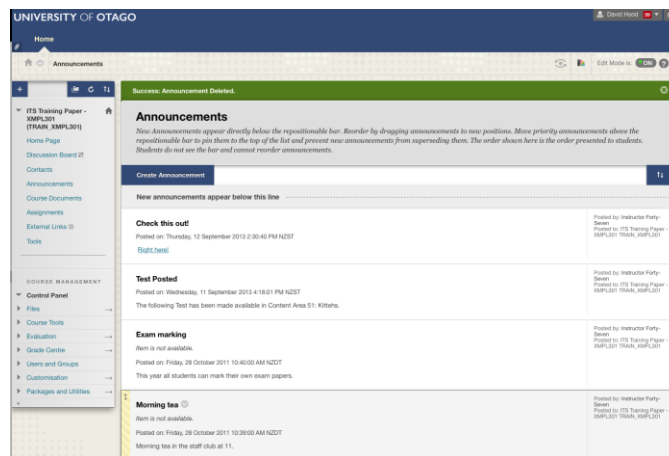 UNIVERSITY OF OTAGO
David Hood
Home
Announcements
Edit Mode is: ON ?
ITS Training Paper -
XMPL301
(TRAIN_XMPL301)
Home Page
Discussion Board
Contacts
Announcements
Course Documents
Assignments
External Links
Tools
COURSE MANAGEMENT
Control Panel
Files
Course Tools
Evaluation
Grade Centre
Users and Groups
Customisation
Packages and Utilities
Success: Announcement Deleted.
Announcements
New Announcements appear directly below the repositionable bar. Reorder by dragging announcements to new positions. Move priority announcements above the
repositionable bar to pin them to the top of the list and prevent new announcements from superseding them. The order shown here is the order presented to students.
Students do not see the bar and cannot reorder announcements.
Create Announcement
New announcements appear below this line
Check this out!
Posted on: Thursday, 12 September 2013 2:30:40 PM NZST
Right here!
Posted by: Instructor Forty-
Seven
Posted to: ITS Training Paper -
XMPL301 TRAIN_XMPL301
Test Posted
Posted on: Wednesday, 11 September 2013 4:18:01 PM NZST
The following Test has been made available in Content Area 51: Kittehs.
Posted by: Instructor Forty-
Seven
Posted to: ITS Training Paper -
XMPL301 TRAIN_XMPL301
Exam marking
Item is not available.
Posted on: Friday, 28 October 2011 10:40:00 AM NZDT
This year all students can mark their own exam papers.
Posted by: Instructor Forty-
Seven
Posted to: ITS Training Paper -
XMPL301 TRAIN_XMPL301
Morning tea
Item is not available.
Posted on: Friday, 28 October 2011 10:39:00 AM NZDT
Morning tea in the staff club at 11.
Posted by: Instructor Forty-
Seven
Posted to: ITS Training Paper -
XMPL301 TRAIN_XMPL301